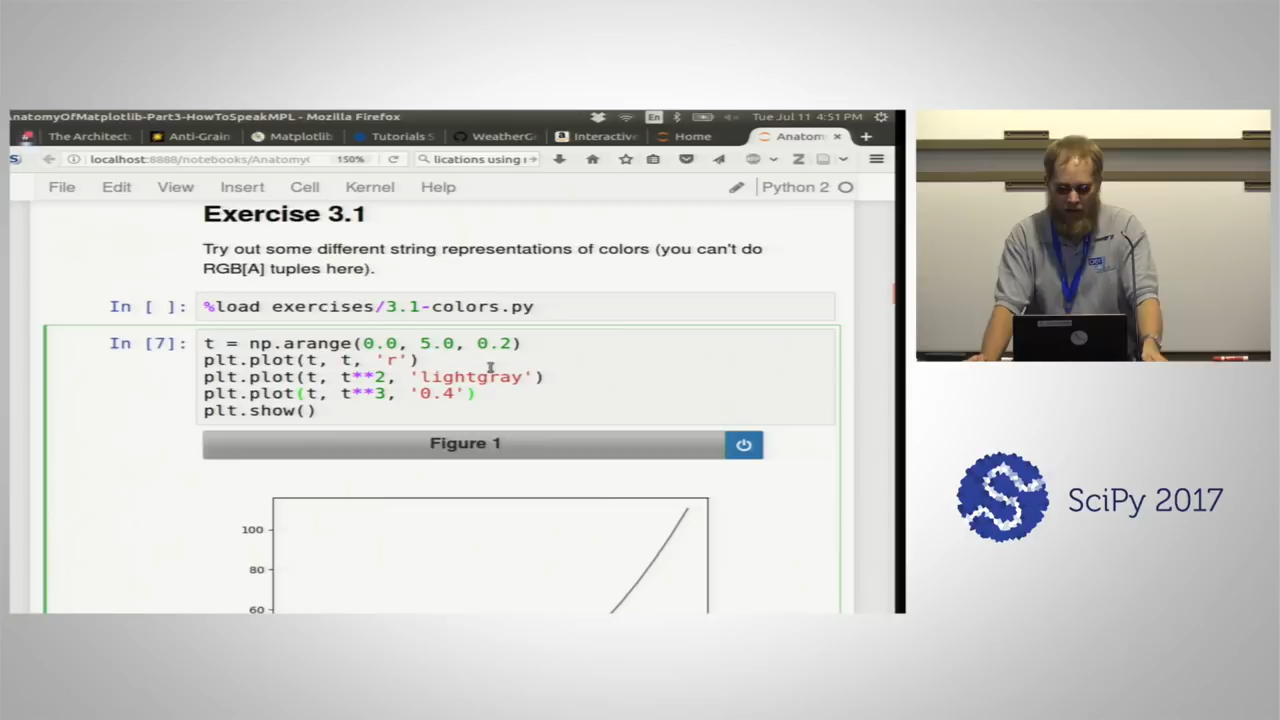 AnatomyOfMatplotlib-Part3-HowToSpeakMPL - Mozilla Firefox
En
Tue Jul 11 4:51 PM
The Architect
Anti-Grain
Matplotlib
Tutorials S
WeatherG
Interactive
Home
Anatom
localhost:8888/notebooks/Anatomy
150%
lications using
File Edit View Insert Cell Kernel Help
Python 2
Exercise 3.1
Try out some different string representations of colors (you can't do
RGB[A] tuples here).
In [ ]: %load exercises/3.1-colors.py
In [7]: t = np.arange(0.0, 5.0, 0.2)
plt.plot(t, t, 'r')
plt.plot(t, t**2, 'lightgray')
plt.plot(t, t**3, '0.4')
plt.show()
Figure 1
100
80
60
SciPy 2017